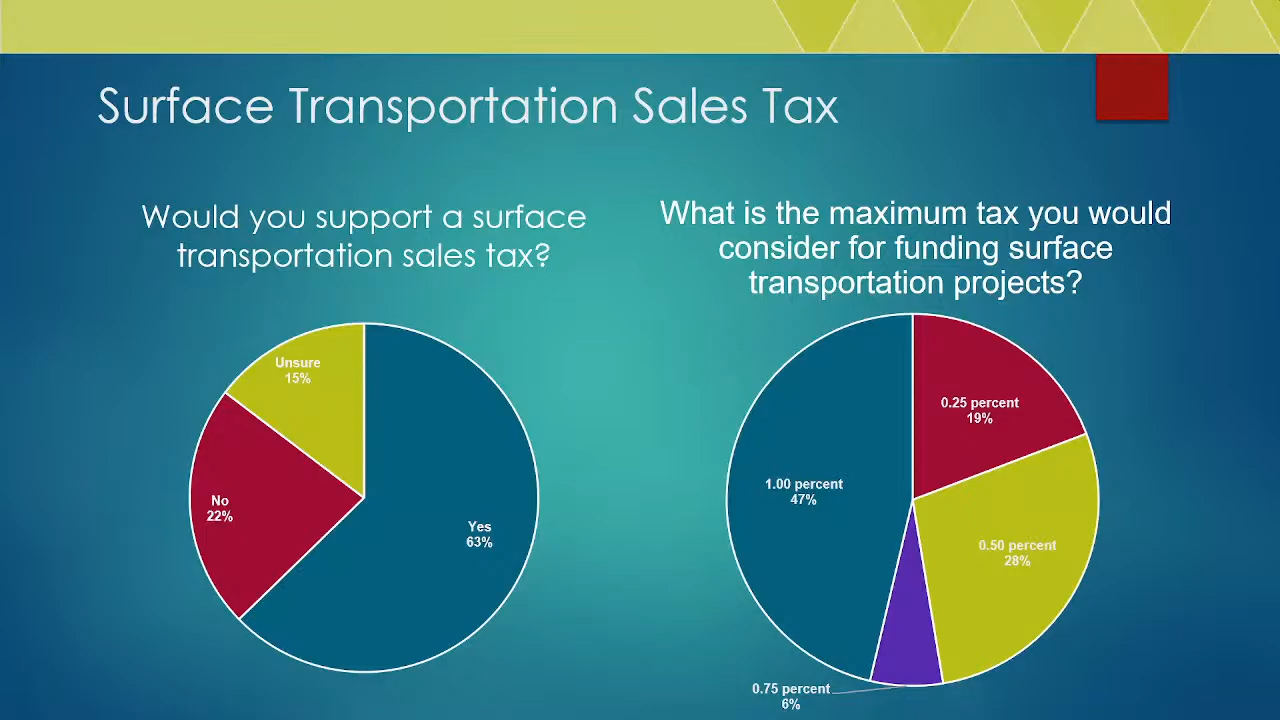 Surface Transportation Sales Tax
Would you support a surface
transportation sales tax?
Unsure
15%
No
22%
Yes
63%
What is the maximum tax you would
consider for funding surface
transportation projects?
0.25 percent
19%
1.00 percent
47%
0.50 percent
28%
0.75 percent
6%